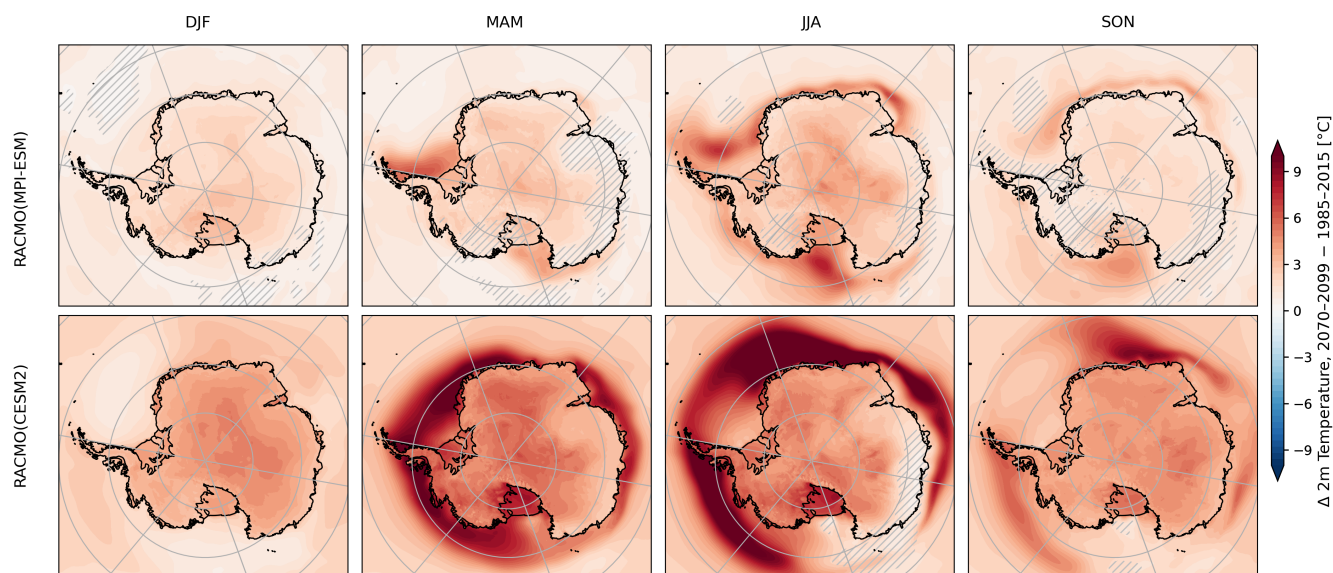 DJF
MAM
JJA
SON
RACMO(MPI-ESM)
RACMO(CESM2)
9
6
3
0
−3
−6
−9
Δ 2m Temperature, 2070–2099 − 1985–2015 [°C]